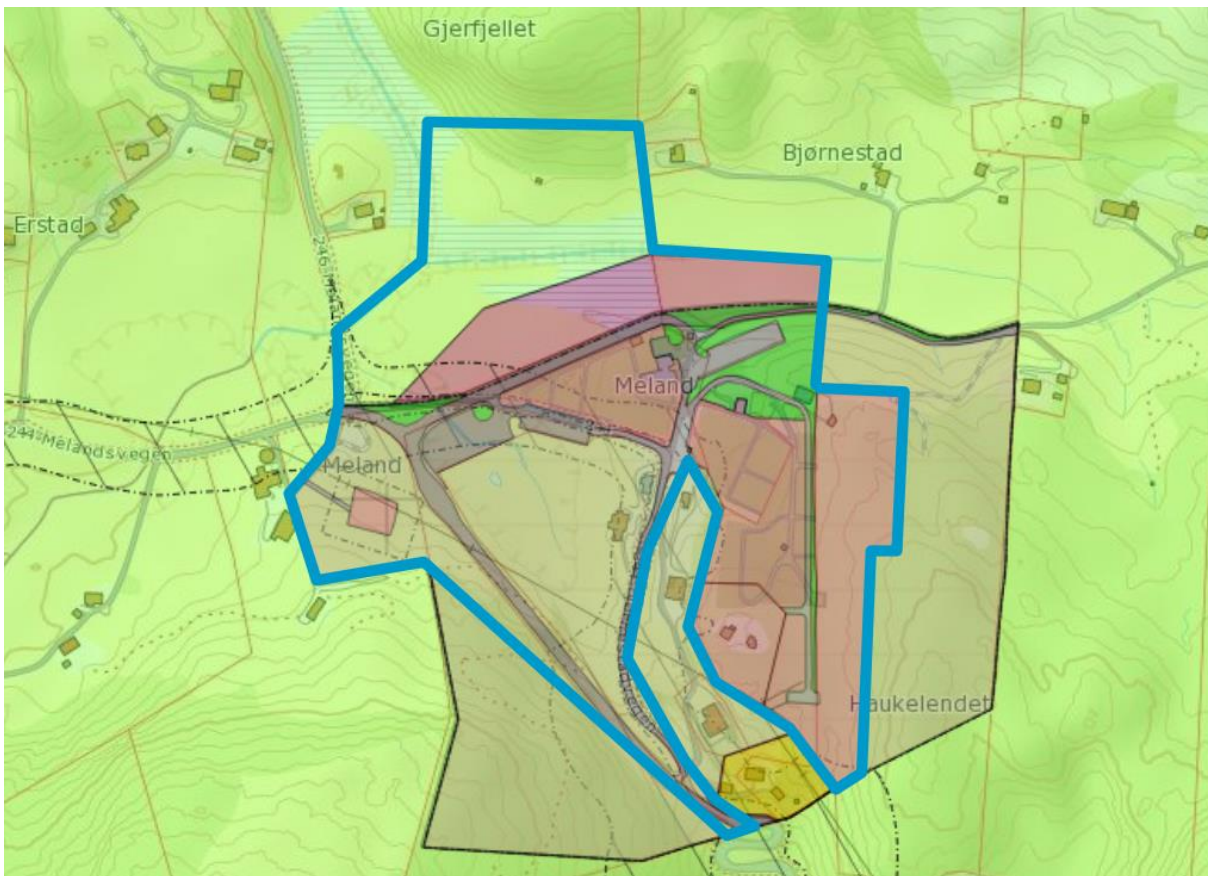 Gjerfjellet
Bjørnestad
Erstad
Meland
244 Melandsvegen
Meland
Haukelendet